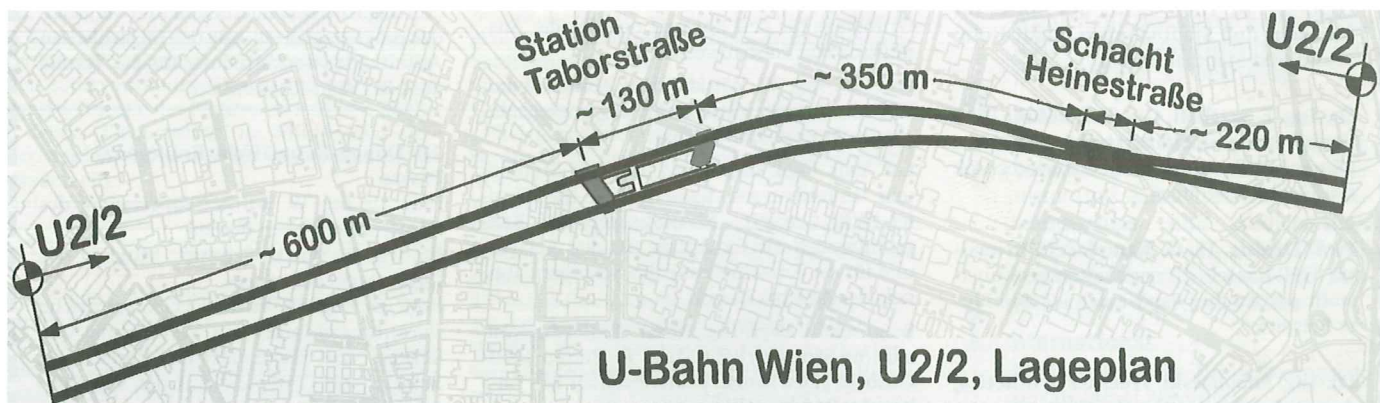 Station
Taborstraße
~ 130 m
~ 350 m
Schacht
Heinestraße
U2/2
~ 220 m
U2/2
~ 600 m
U-Bahn Wien, U2/2, Lageplan